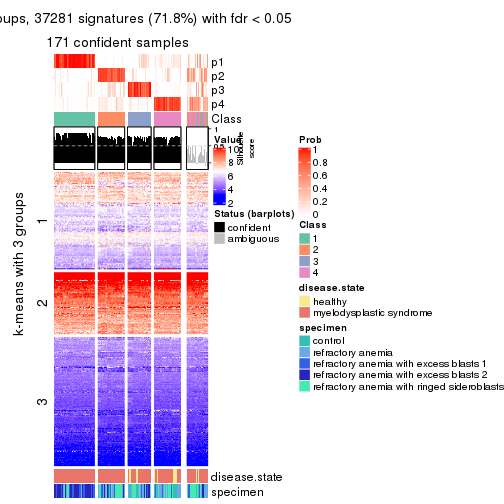 oups, 37281 signatures (71.8%) with fdr < 0.05
171 confident samples
p1
p2
p3
p4
Class
1
Silhouette
score
Value
10
8
6
4
2
Status (barplots)
confident
ambiguous
Prob
1
0.8
0.6
0.4
0.2
0
Class
1
2
3
4
disease.state
healthy
myelodysplastic syndrome
specimen
control
refractory anemia
refractory anemia with excess blasts 1
refractory anemia with excess blasts 2
refractory anemia with ringed sideroblasts
k-means with 3 groups
1
2
3
disease.state
specimen